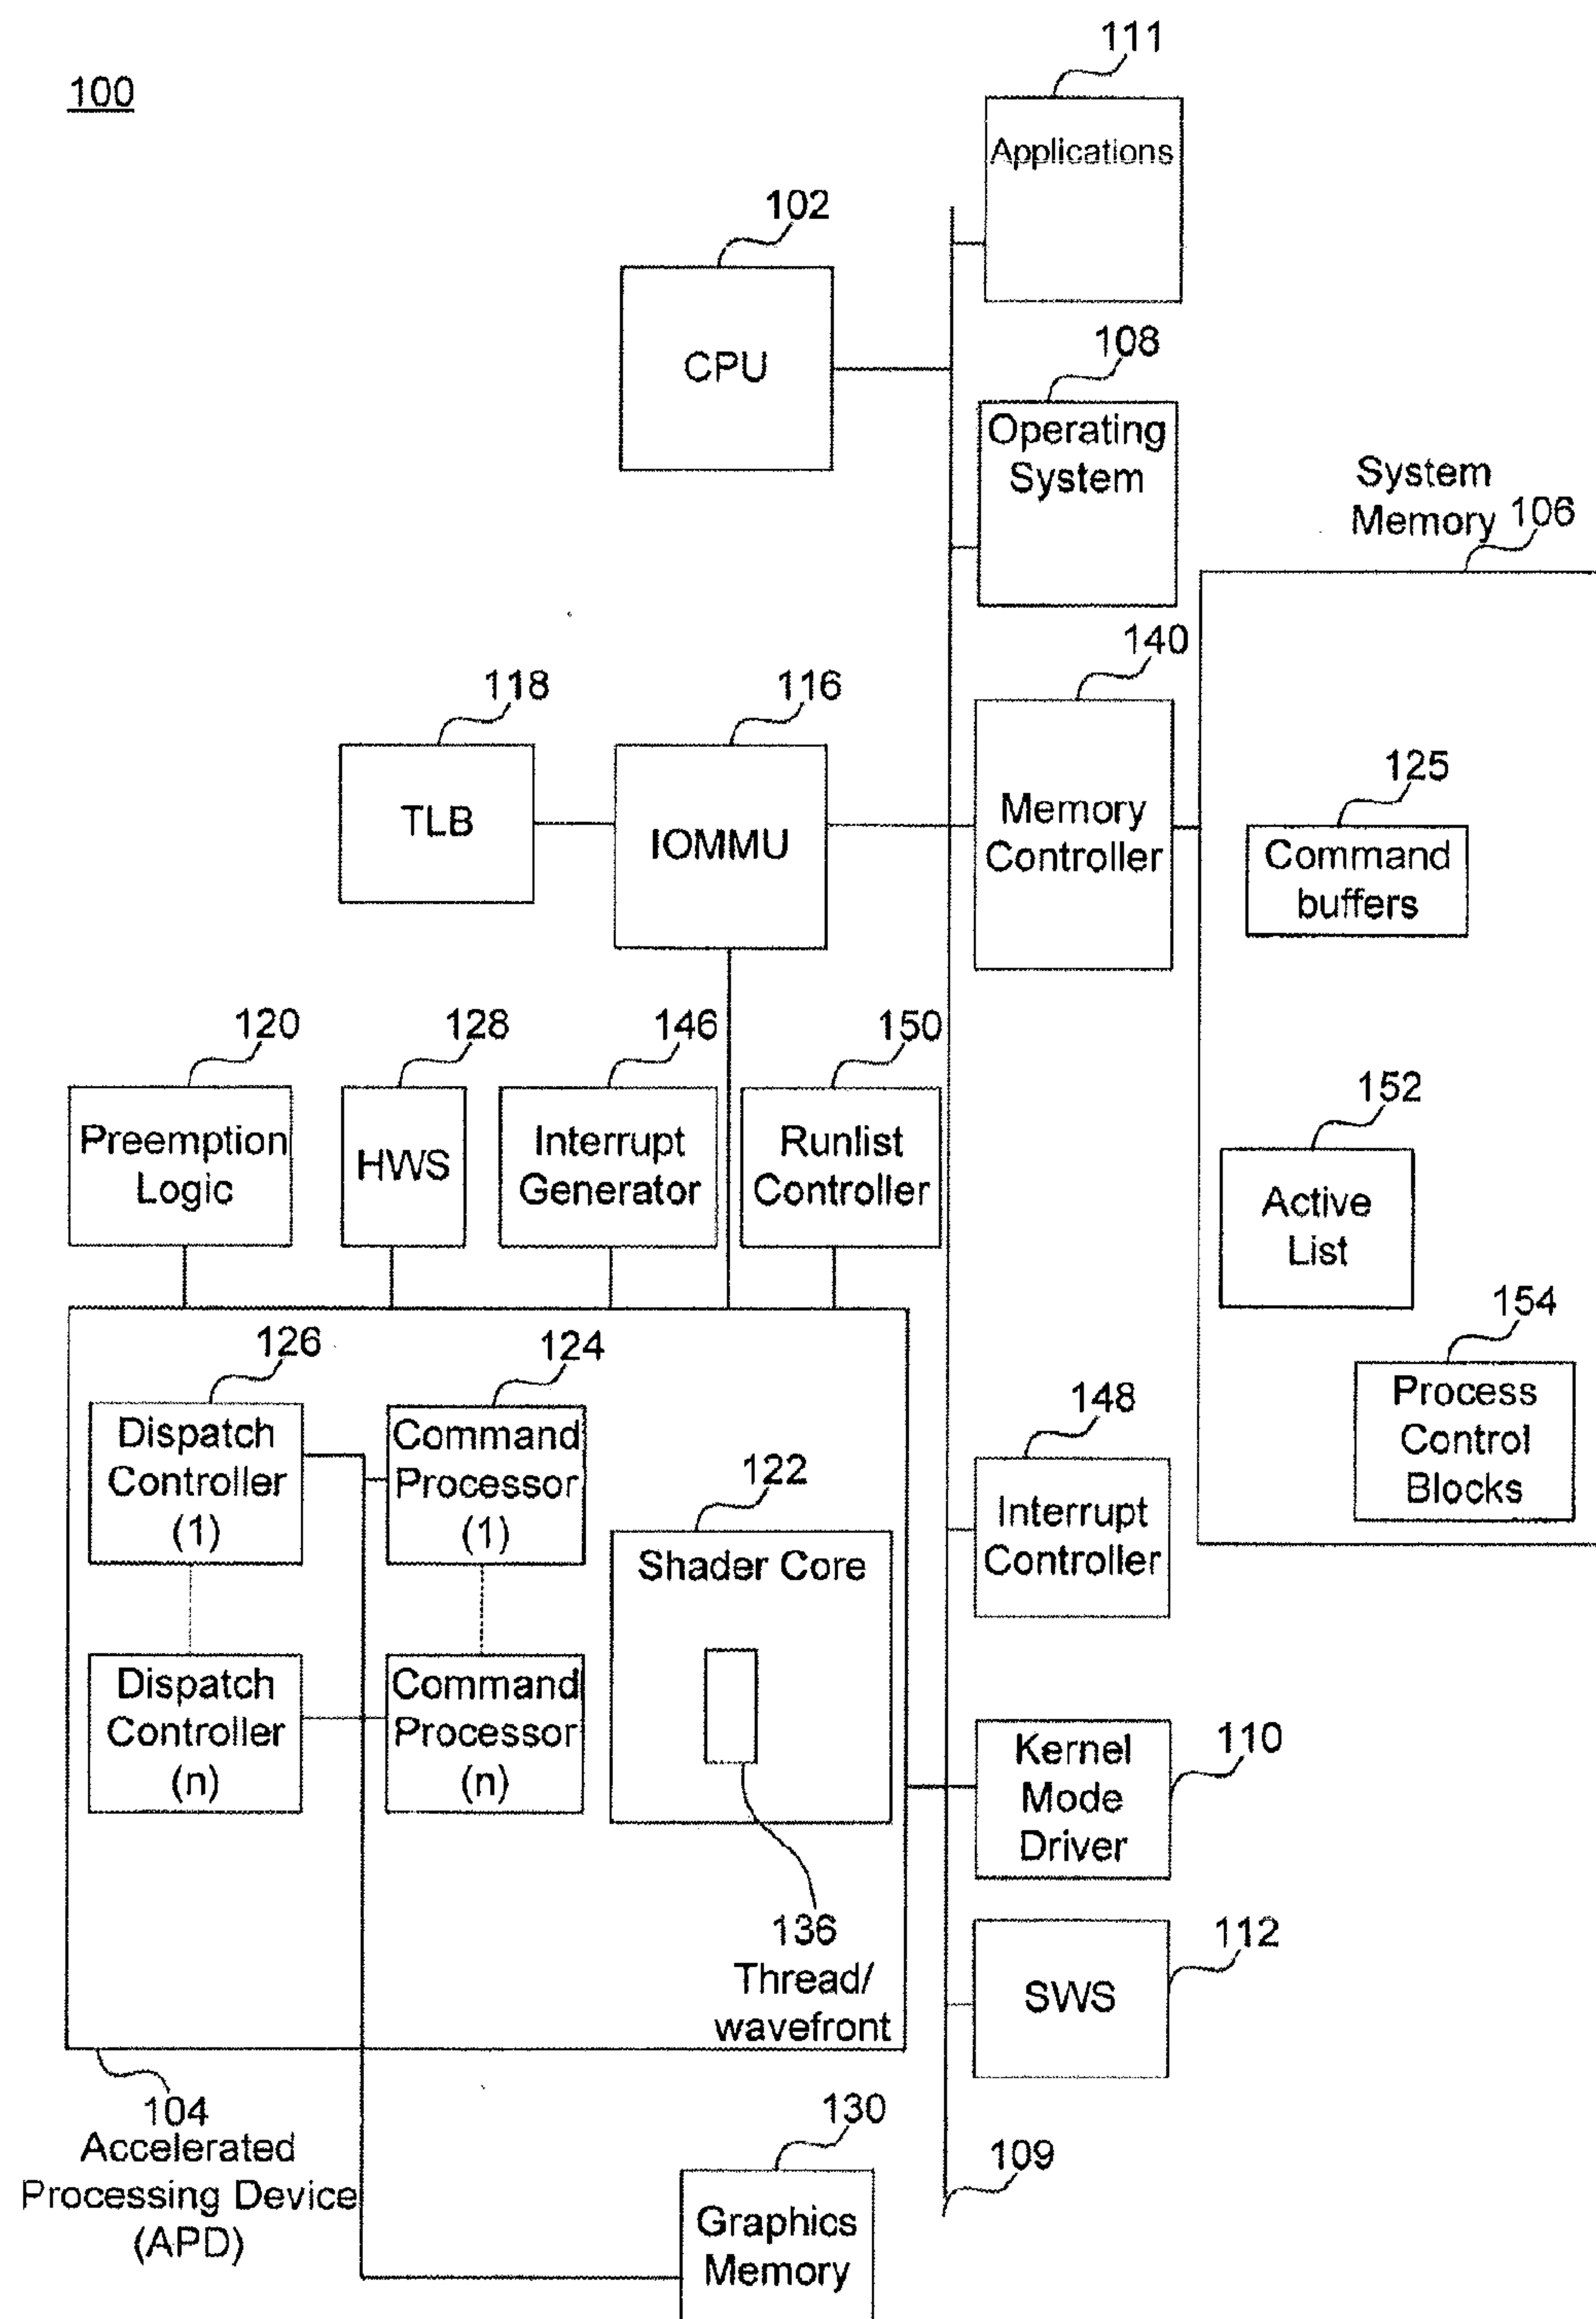 111
100
Applications
102
108
CPU
Operating
System
System
Memory 106
140
118
116
125
TLB
IOMMU
Memory
Controller
Command
buffers
120
128
146
150
152
Preemption
Logic
HWS
Interrupt
Generator
Runlist
Controller
Active
List
154
126
124
148
Process
Control
Blocks
Dispatch
Controller
(1)
Command
Processor
(1)
122
Shader Core
Interrupt
Controller
Dispatch
Controller
(n)
Command
Processor
(n)
Kernel
Mode
Driver
110
136
Thread/
wavefront
SWS
112
104
Accelerated
Processing Device
(APD)
130
109
Graphics
Memory